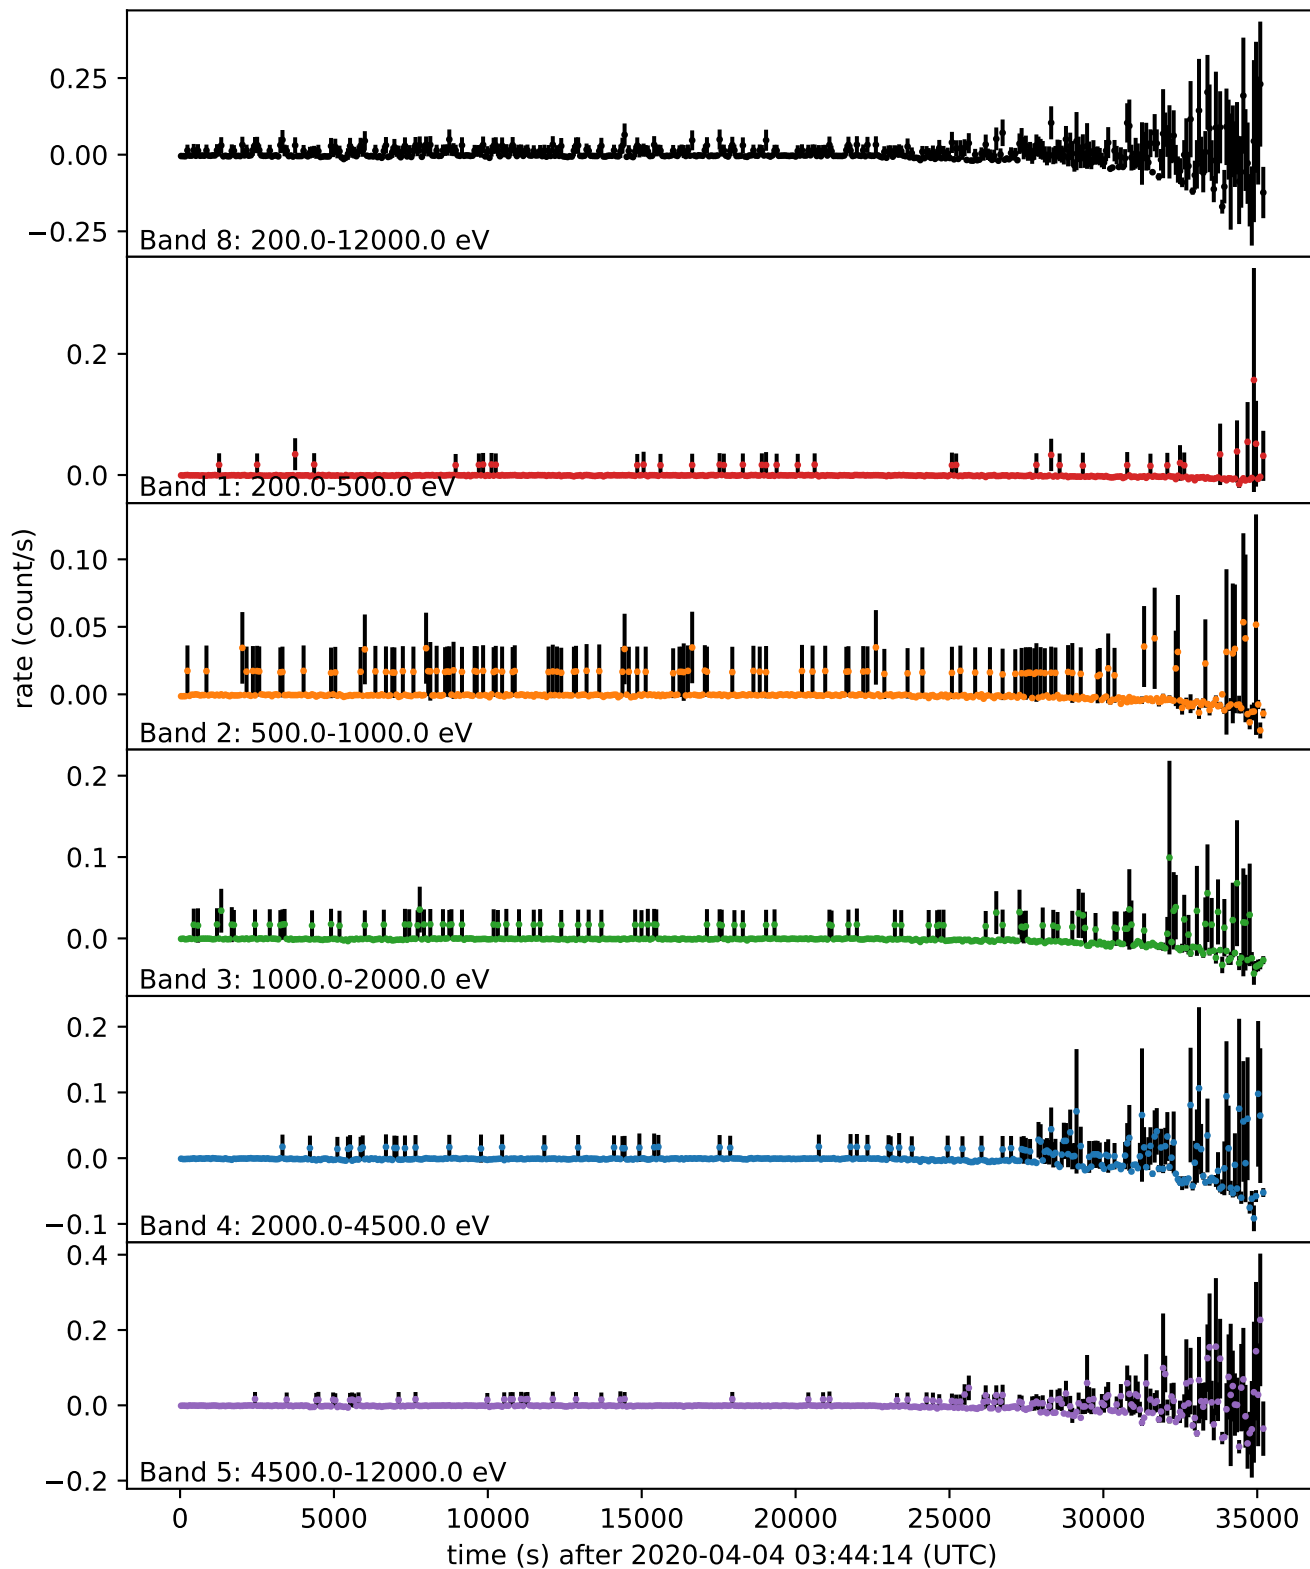 0.25
0.00
−0.25
Band 8: 200.0-12000.0 eV
0.2
0.0
Band 1: 200.0-500.0 eV
rate (count/s)
0.10
0.05
0.00
Band 2: 500.0-1000.0 eV
0.2
0.1
0.0
Band 3: 1000.0-2000.0 eV
0.2
0.1
0.0
−0.1
Band 4: 2000.0-4500.0 eV
0.4
0.2
0.0
−0.2
Band 5: 4500.0-12000.0 eV
0 5000 10000 15000 20000 25000 30000 35000
time (s) after 2020-04-04 03:44:14 (UTC)